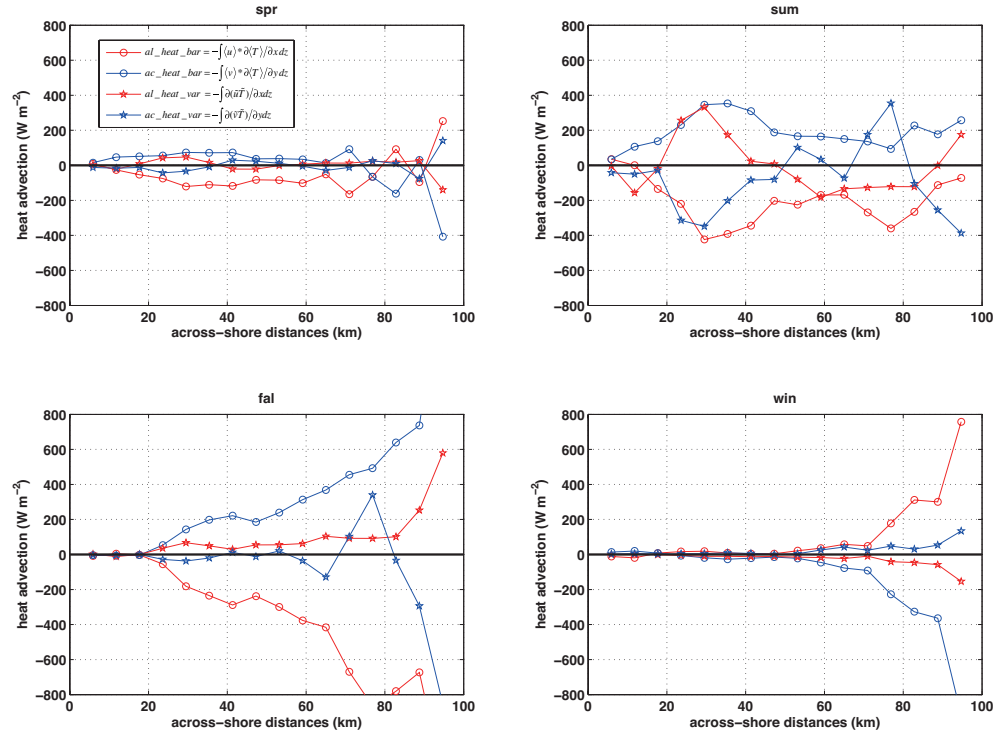 spr
800
600
400
200
0
−200
−400
−600
−800
heat advection (W m⁻²)
al_heat_bar = −∫⟨u⟩*∂⟨T⟩/∂xdz
ac_heat_bar = −∫⟨v⟩*∂⟨T⟩/∂ydz
al_heat_var = −∫∂(ũT̃)/∂xdz
ac_heat_var = −∫∂(ṽT̃)/∂ydz
0 20 40 60 80 100
across−shore distances (km)
sum
800
600
400
200
0
−200
−400
−600
−800
heat advection (W m⁻²)
0 20 40 60 80 100
across−shore distances (km)
fal
800
600
400
200
0
−200
−400
−600
−800
heat advection (W m⁻²)
0 20 40 60 80 100
across−shore distances (km)
win
800
600
400
200
0
−200
−400
−600
−800
heat advection (W m⁻²)
0 20 40 60 80 100
across−shore distances (km)